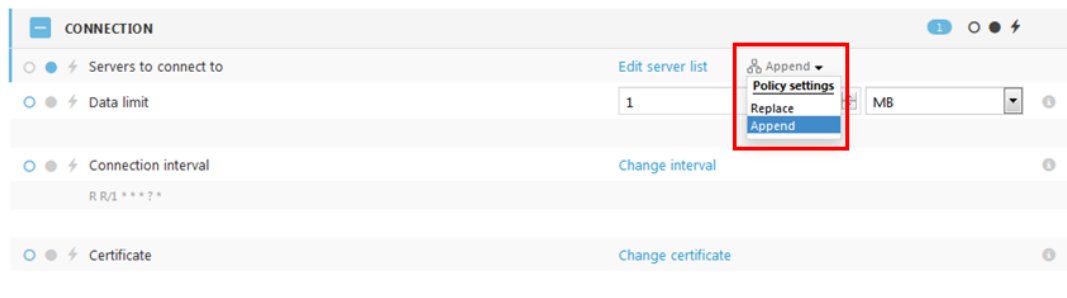 CONNECTION 1
Servers to connect to Edit server list Append
Policy settings
Data limit 1 MB
Replace
Append
Connection interval Change interval
R R/1 * * * ? *
Certificate Change certificate